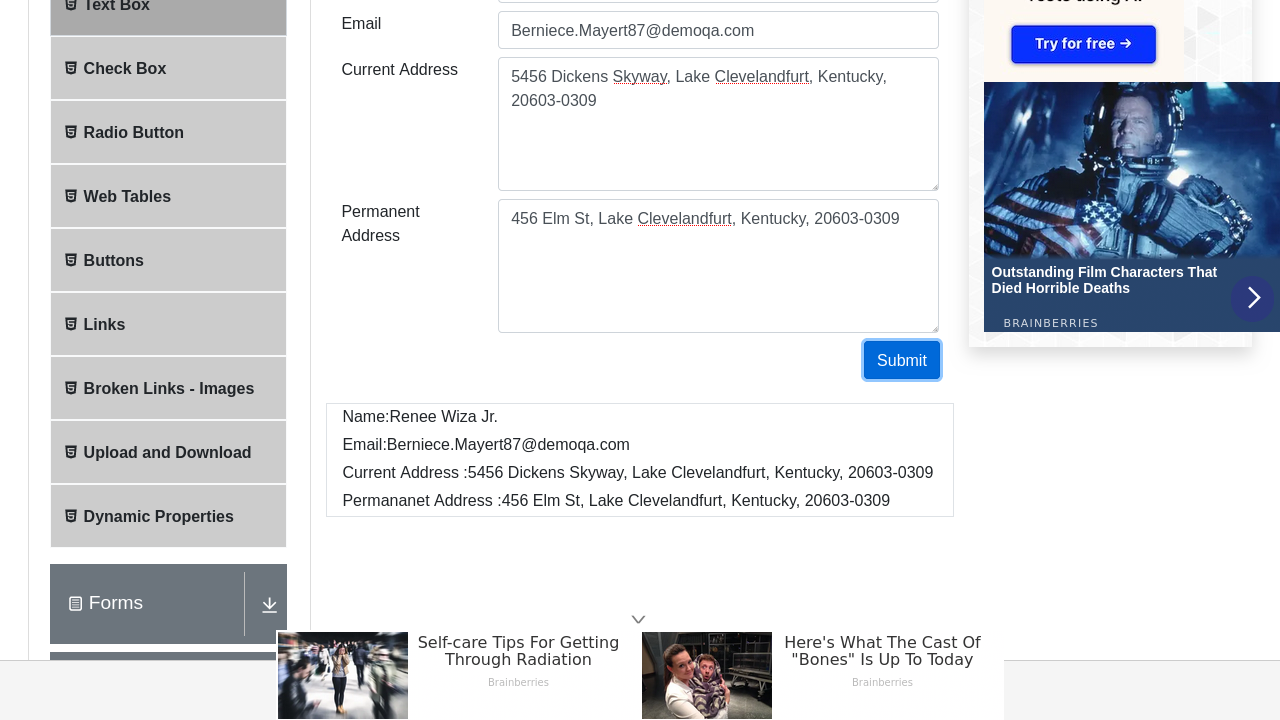 Text Box
Check Box
Radio Button
Web Tables
Buttons
Links
Broken Links - Images
Upload and Download
Dynamic Properties
Forms
Email
Berniece.Mayert87@demoqa.com
Current Address
5456 Dickens Skyway, Lake Clevelandfurt, Kentucky,
20603-0309
Permanent
Address
456 Elm St, Lake Clevelandfurt, Kentucky, 20603-0309
Submit
Name:Renee Wiza Jr.
Email:Berniece.Mayert87@demoqa.com
Current Address :5456 Dickens Skyway, Lake Clevelandfurt, Kentucky, 20603-0309
Permananet Address :456 Elm St, Lake Clevelandfurt, Kentucky, 20603-0309
Try for free →
Outstanding Film Characters That
Died Horrible Deaths
BRAINBERRIES
Self-care Tips For Getting
Through Radiation
Brainberries
Here's What The Cast Of
"Bones" Is Up To Today
Brainberries